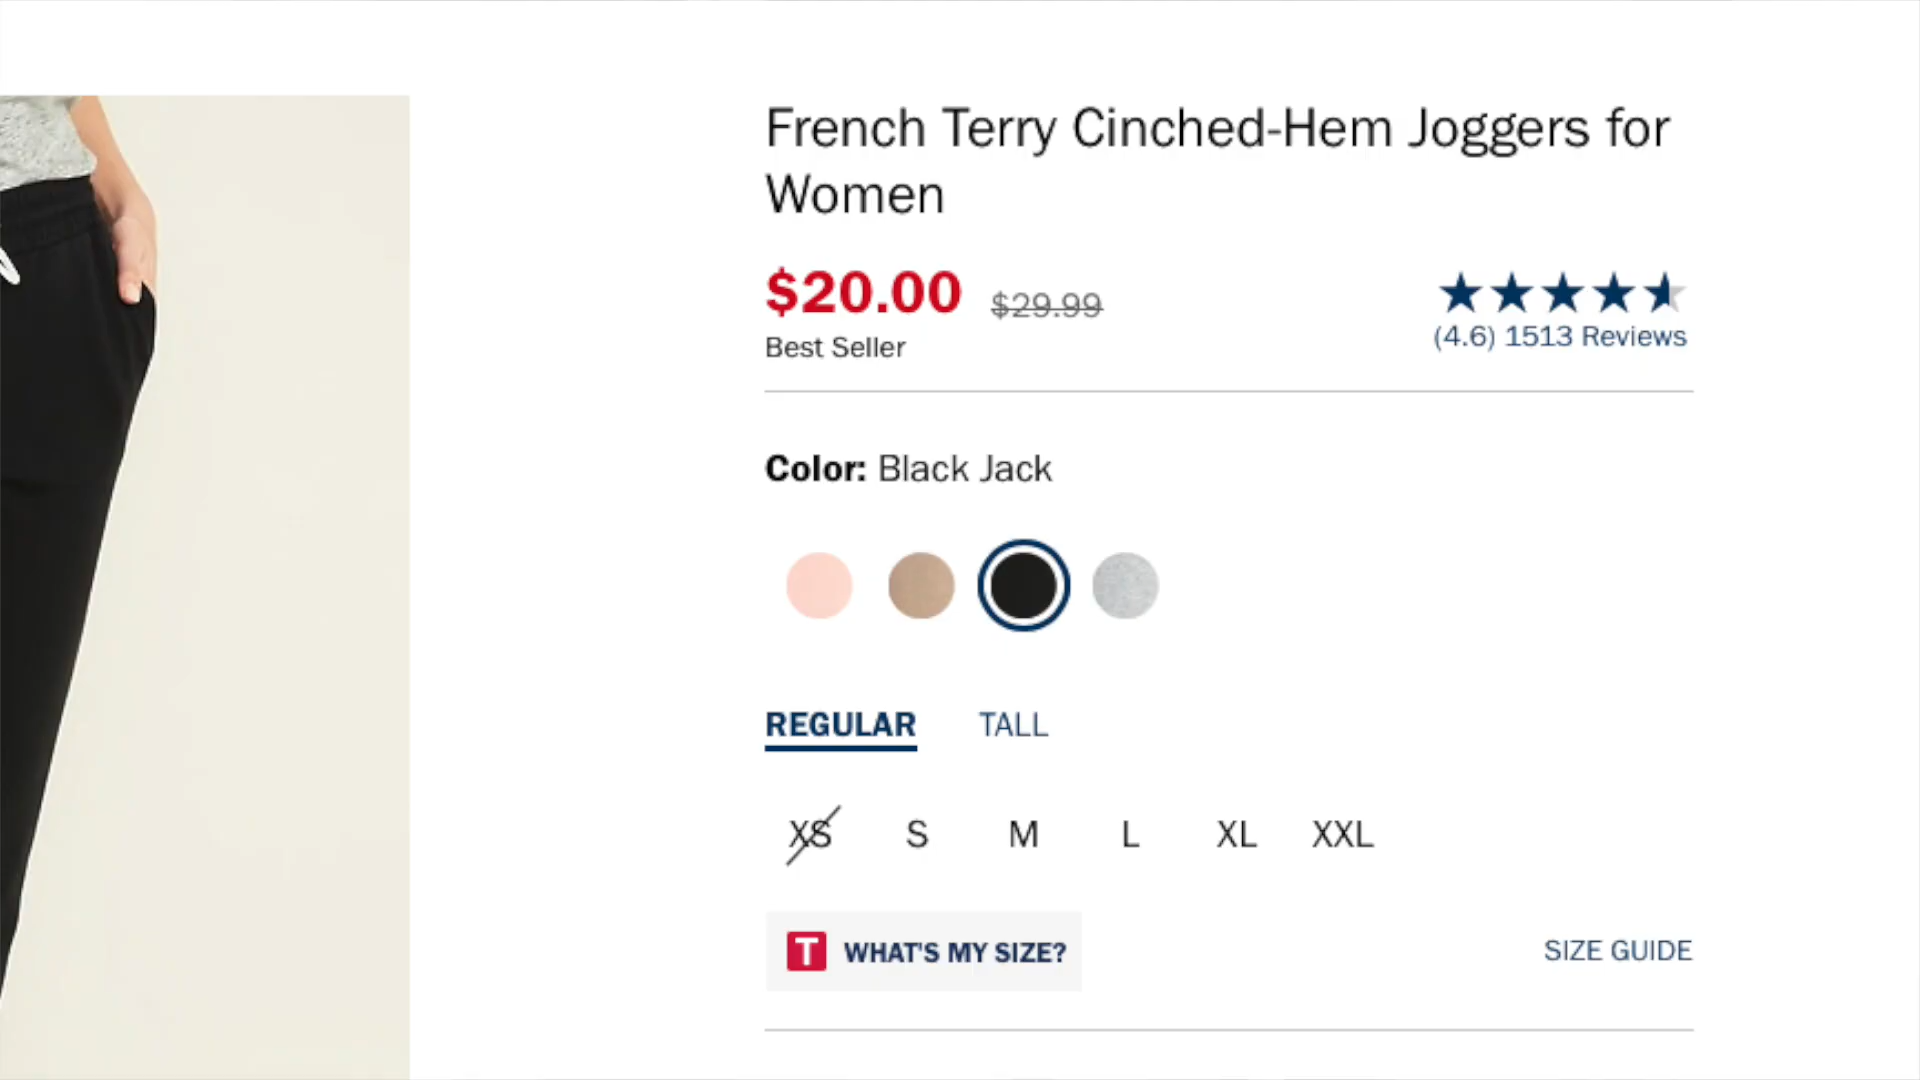 French Terry Cinched-Hem Joggers for
Women
$20.00 $29.99
Best Seller
(4.6) 1513 Reviews
Color: Black Jack
REGULAR TALL
XS S M L XL XXL
T WHAT'S MY SIZE?
SIZE GUIDE